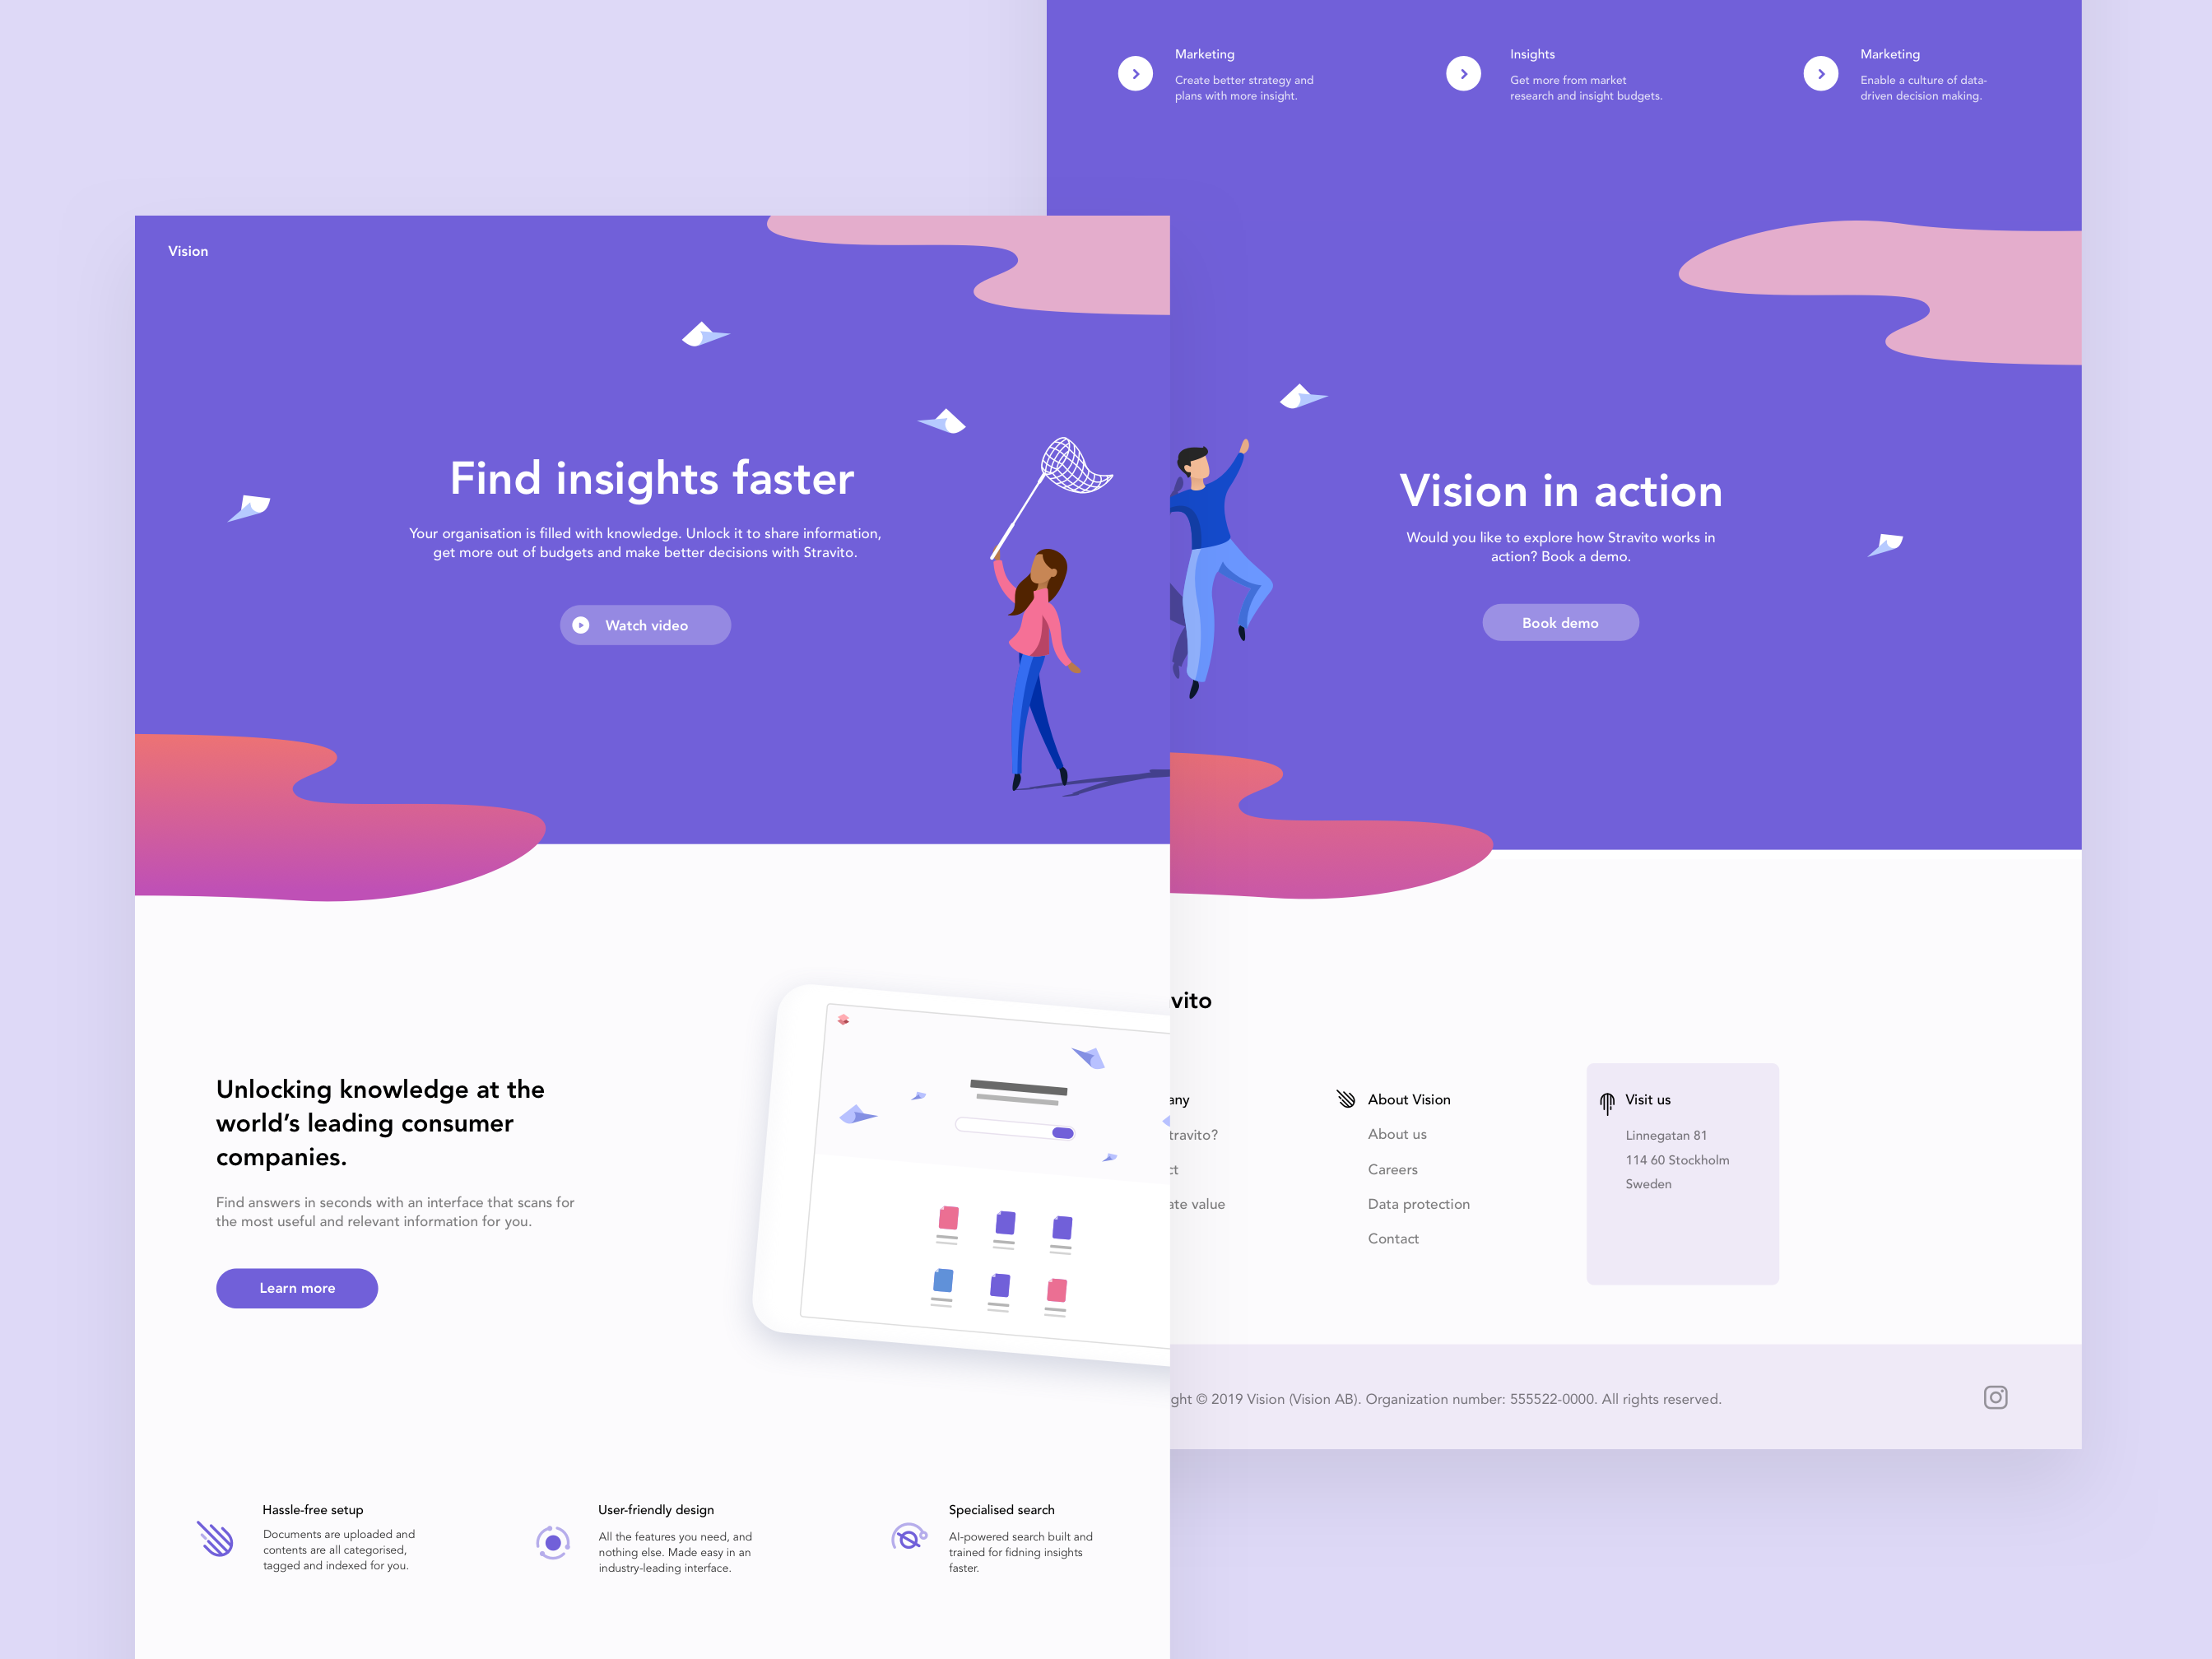 Marketing
Create better strategy and
plans with more insight.
Insights
Get more from market
research and insight budgets.
Marketing
Enable a culture of data-
driven decision making.
Vision
Find insights faster
Your organisation is filled with knowledge. Unlock it to share information,
get more out of budgets and make better decisions with Stravito.
Watch video
Vision in action
Would you like to explore how Stravito works in
action? Book a demo.
Book demo
Unlocking knowledge at the
world’s leading consumer
companies.
Find answers in seconds with an interface that scans for
the most useful and relevant information for you.
Learn more
vito
any
travito?
ct
ate value
About Vision
About us
Careers
Data protection
Contact
Visit us
Linnegatan 81
114 60 Stockholm
Sweden
ght © 2019 Vision (Vision AB). Organization number: 555522-0000. All rights reserved.
Hassle-free setup
Documents are uploaded and
contents are all categorised,
tagged and indexed for you.
User-friendly design
All the features you need, and
nothing else. Made easy in an
industry-leading interface.
Specialised search
AI-powered search built and
trained for fidning insights
faster.